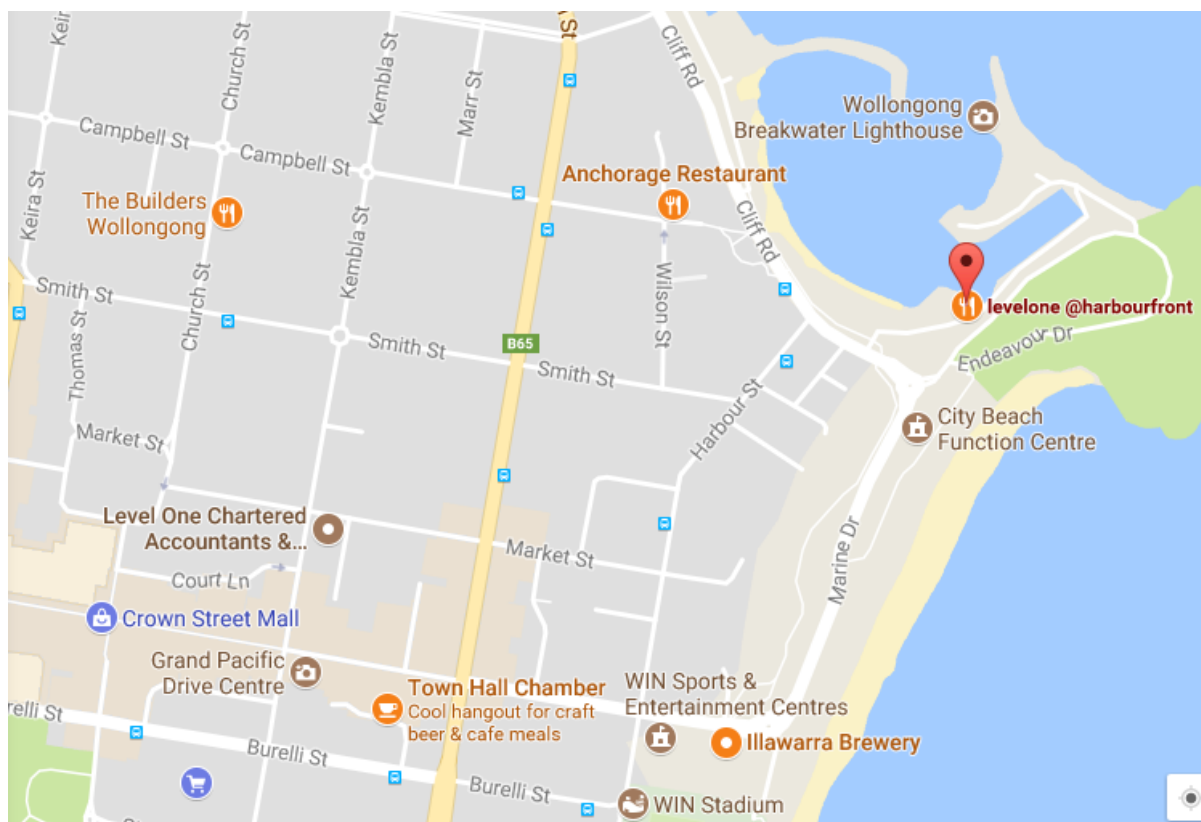 Keir
Church St
Kembla St
Marr St
St
Cliff Rd
Wollongong
Breakwater Lighthouse
Campbell St
Campbell St
Anchorage Restaurant
The Builders
Wollongong
Keira St
Cliff Rd
Kembla St
Wilson St
Smith St
Church St
levelone @harbourfront
Thomas St
Smith St
B65
Smith St
Endeavour Dr
Harbour St
City Beach
Function Centre
Market St
Level One Chartered
Accountants &...
Market St
Marine Dr
Court Ln
Crown Street Mall
Grand Pacific
Drive Centre
Town Hall Chamber
Cool hangout for craft
beer & cafe meals
WIN Sports &
Entertainment Centres
Illawarra Brewery
relli St
Burelli St
Burelli St
WIN Stadium